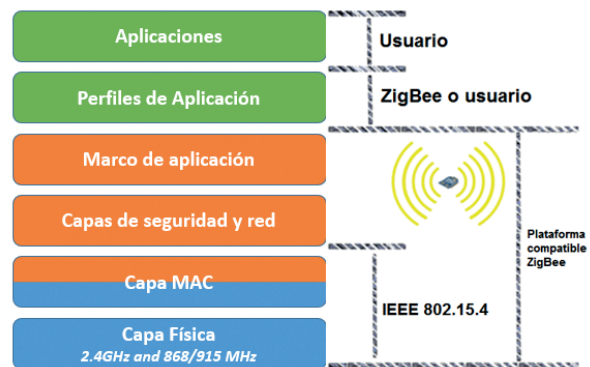 Aplicaciones
Usuario
Perfiles de Aplicación
ZigBee o usuario
Marco de aplicación
Capas de seguridad y red
Plataforma
compatible
ZigBee
Capa MAC
IEEE 802.15.4
Capa Física
2.4GHz and 868/915 MHz